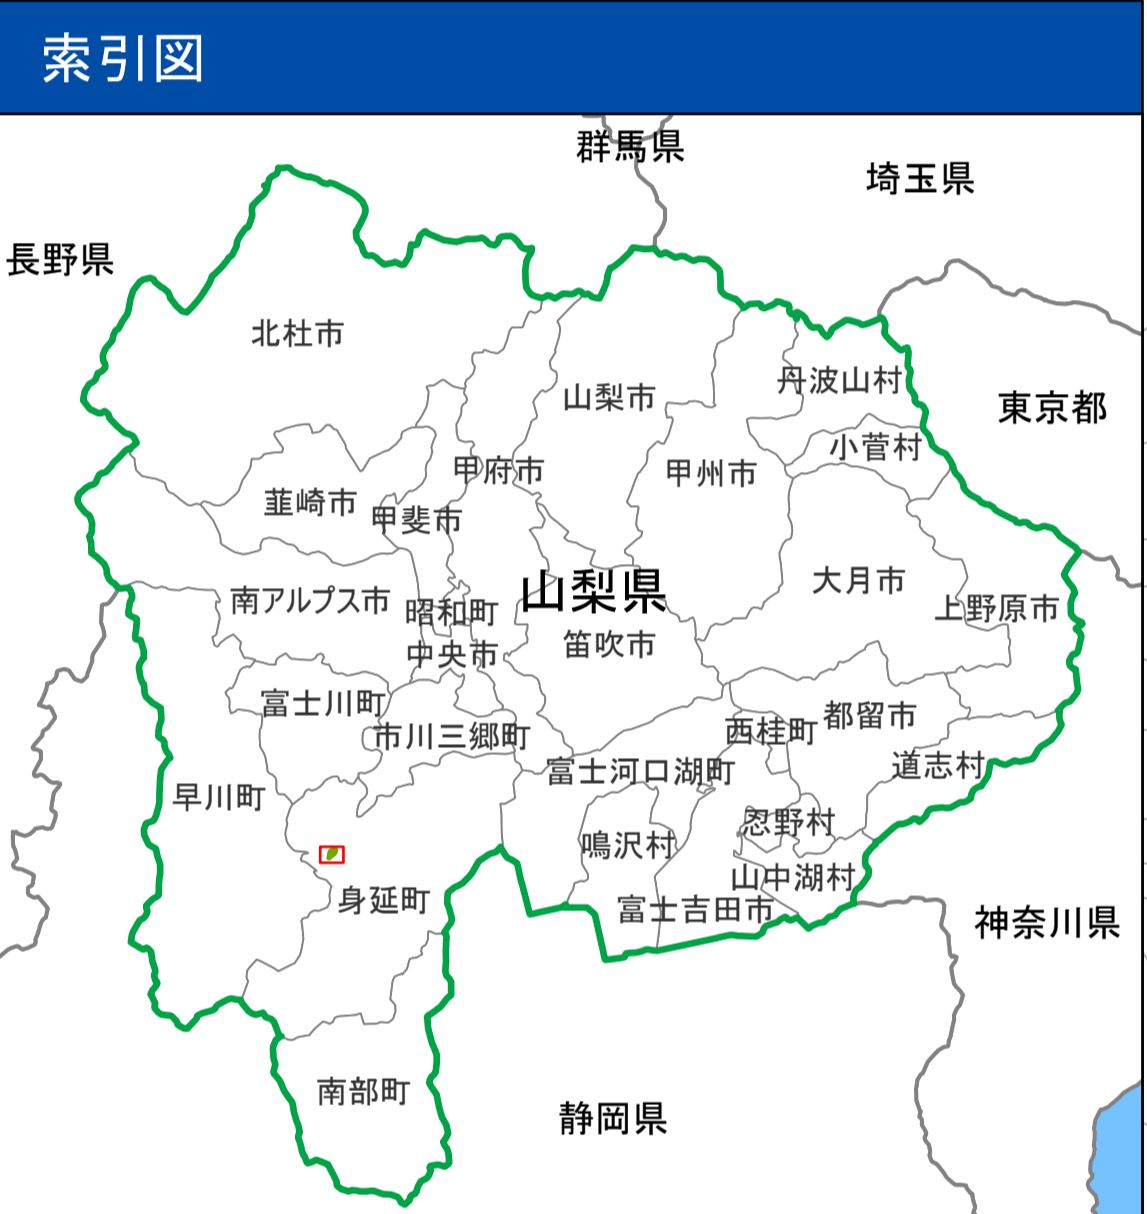 索引図
群馬県
埼玉県
長野県
北杜市
丹波山村
山梨市
東京都
小菅村
甲府市
甲州市
韮崎市
甲斐市
山梨県
大月市
南アルプス市
昭和町
上野原市
笛吹市
中央市
富士川町
都留市
西桂町
市川三郷町
道志村
富士河口湖町
早川町
忍野村
鳴沢村
山中湖村
身延町
富士吉田市
神奈川県
南部町
静岡県